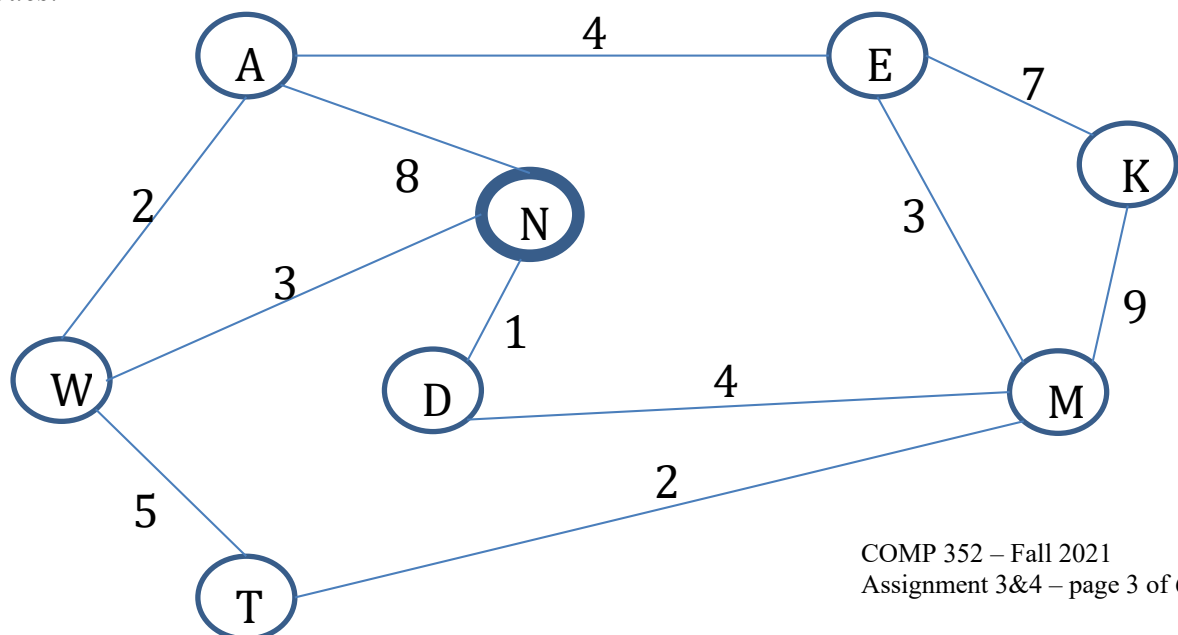 4
A
E
7
K
2
8
N
3
3
9
1
W
D
4
M
5
2
T
COMP 352 – Fall 2021
Assignment 3&4 – page 3 of